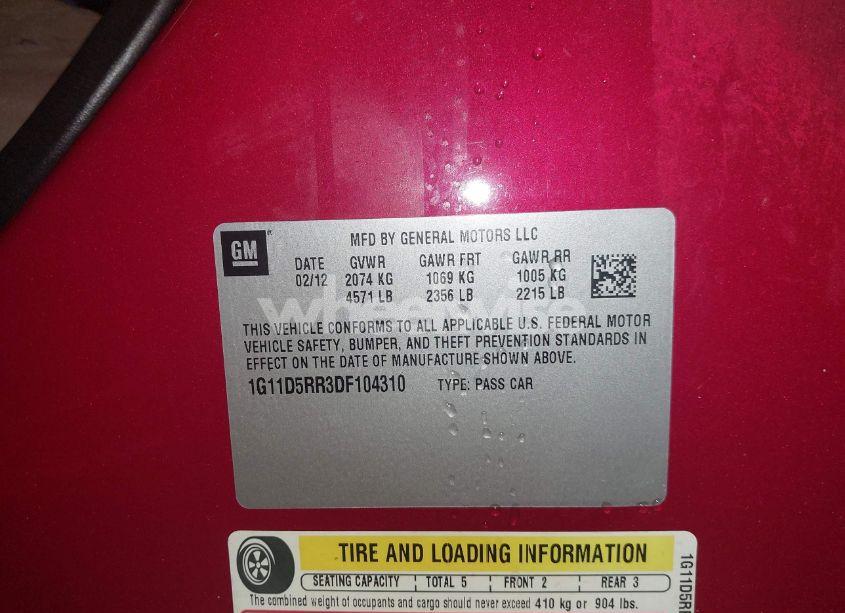 GM
MFD BY GENERAL MOTORS LLC
DATE GVWR GAWR FRT GAWR RR
02/12 2074 KG 1069 KG 1005 KG
4571 LB 2356 LB 2215 LB
THIS VEHICLE CONFORMS TO ALL APPLICABLE U.S. FEDERAL MOTOR
VEHICLE SAFETY, BUMPER, AND THEFT PREVENTION STANDARDS IN
EFFECT ON THE DATE OF MANUFACTURE SHOWN ABOVE.
1G11D5RR3DF104310 TYPE: PASS CAR
TIRE AND LOADING INFORMATION
SEATING CAPACITY TOTAL 5 FRONT 2 REAR 3
The combined weight of occupants and cargo should never exceed 410 kg or 904 lbs.
1G11D5R